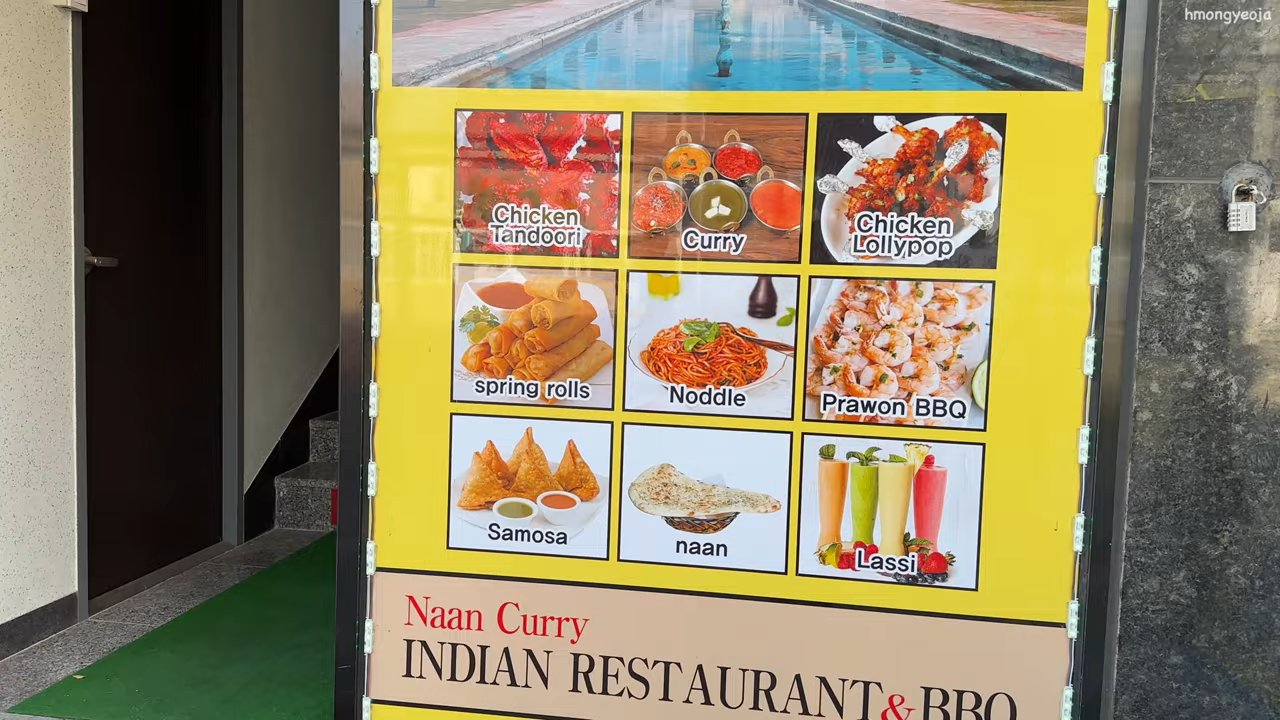 hmongyeoja
Chicken
Tandoori
Curry
Chicken
Lollypop
spring rolls
Noddle
Prawon BBQ
Samosa
naan
Lassi
Naan Curry
INDIAN RESTAURANT&BBQ